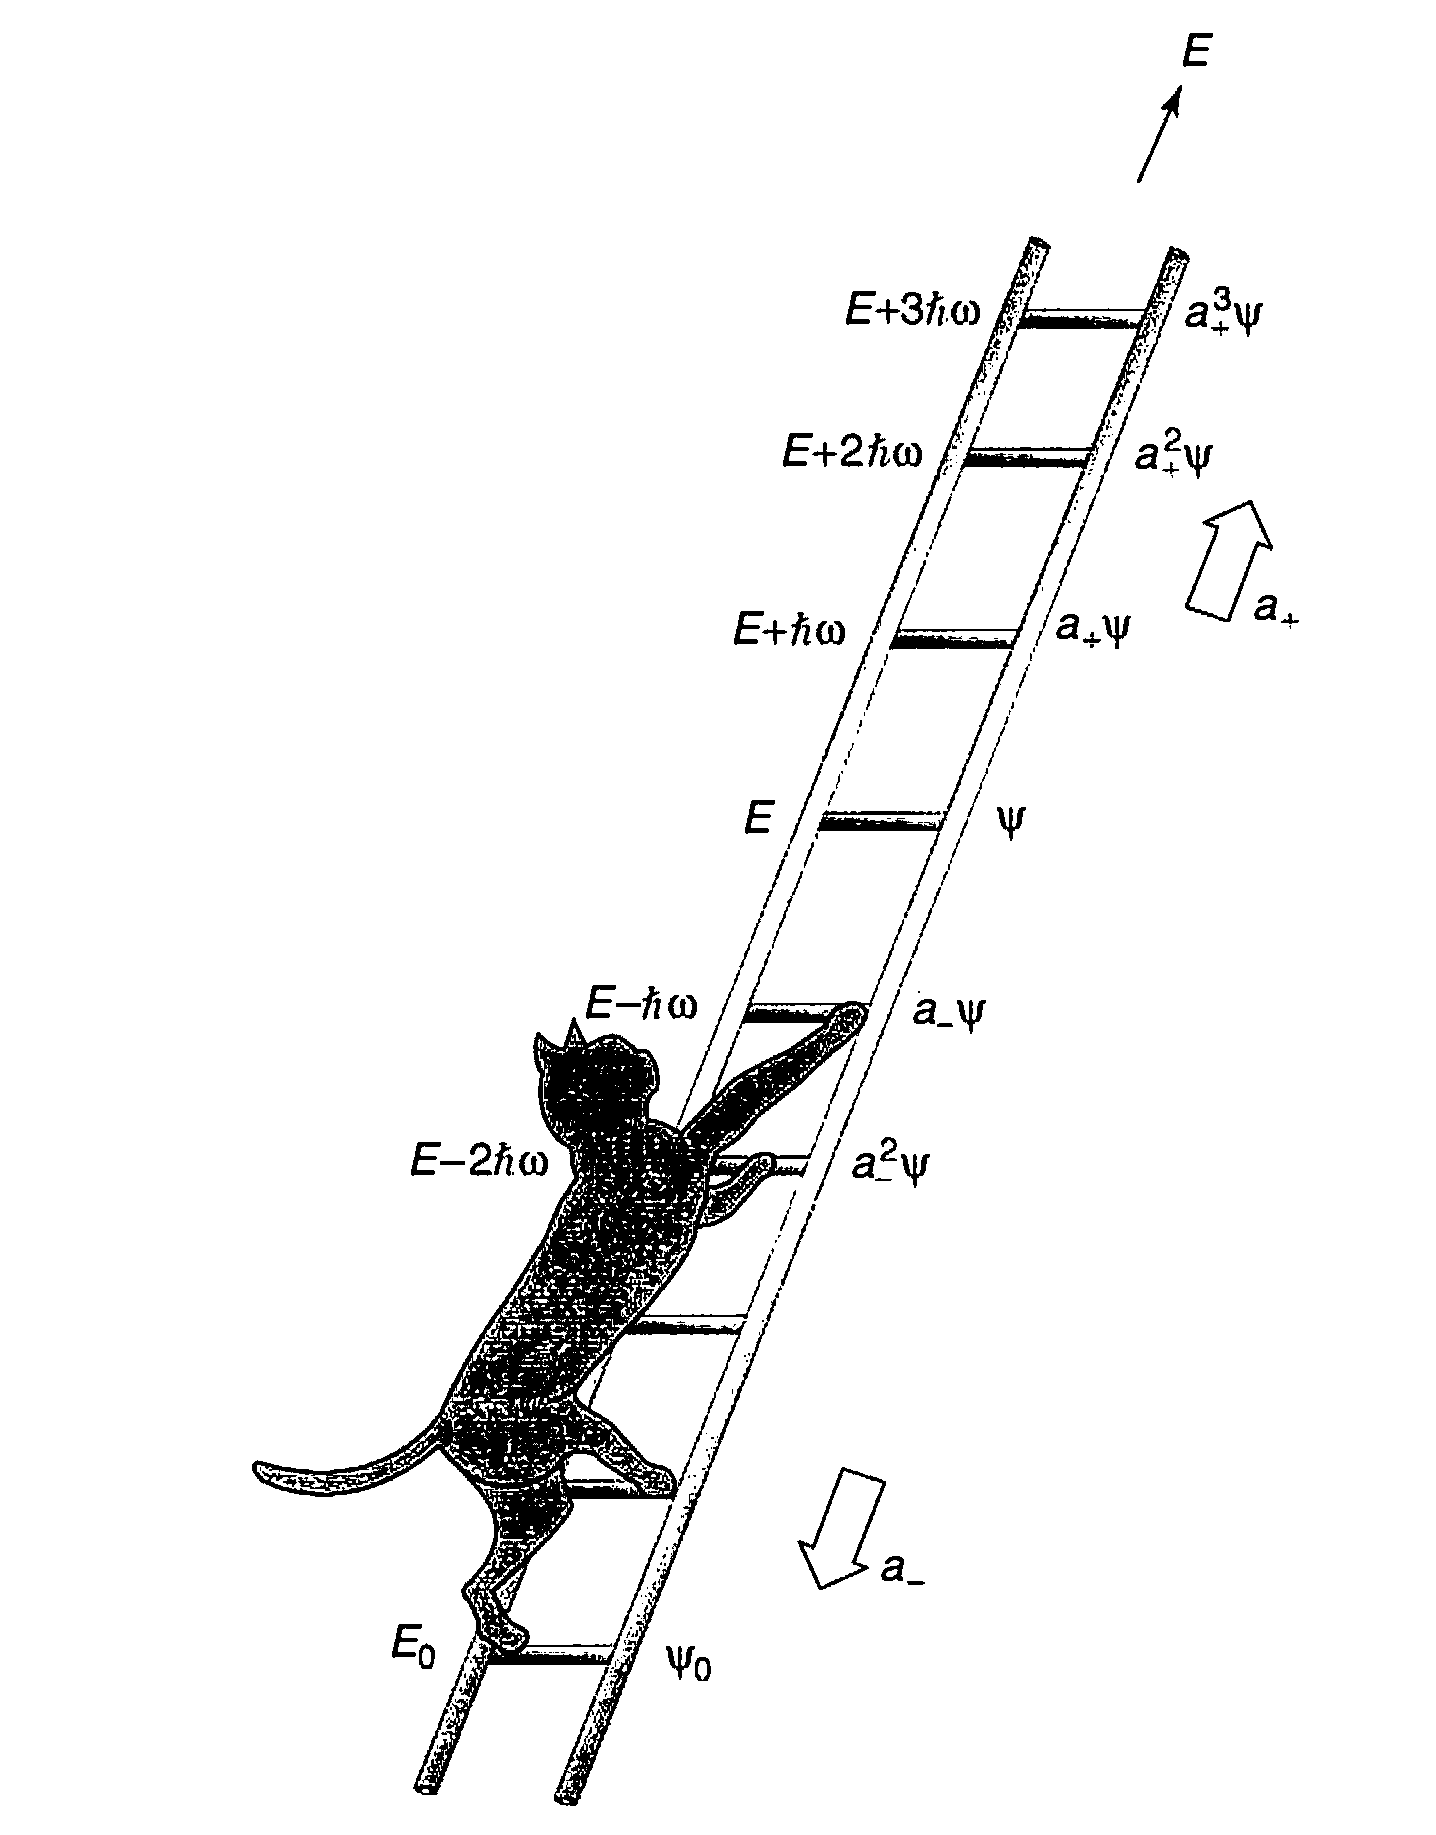 E
E+3ℏω a₊³ψ
E+2ℏω a₊²ψ
a₊
E+ℏω a₊ψ
E ψ
E−ℏω a₋ψ
E−2ℏω a₋²ψ
a₋
E₀ ψ₀